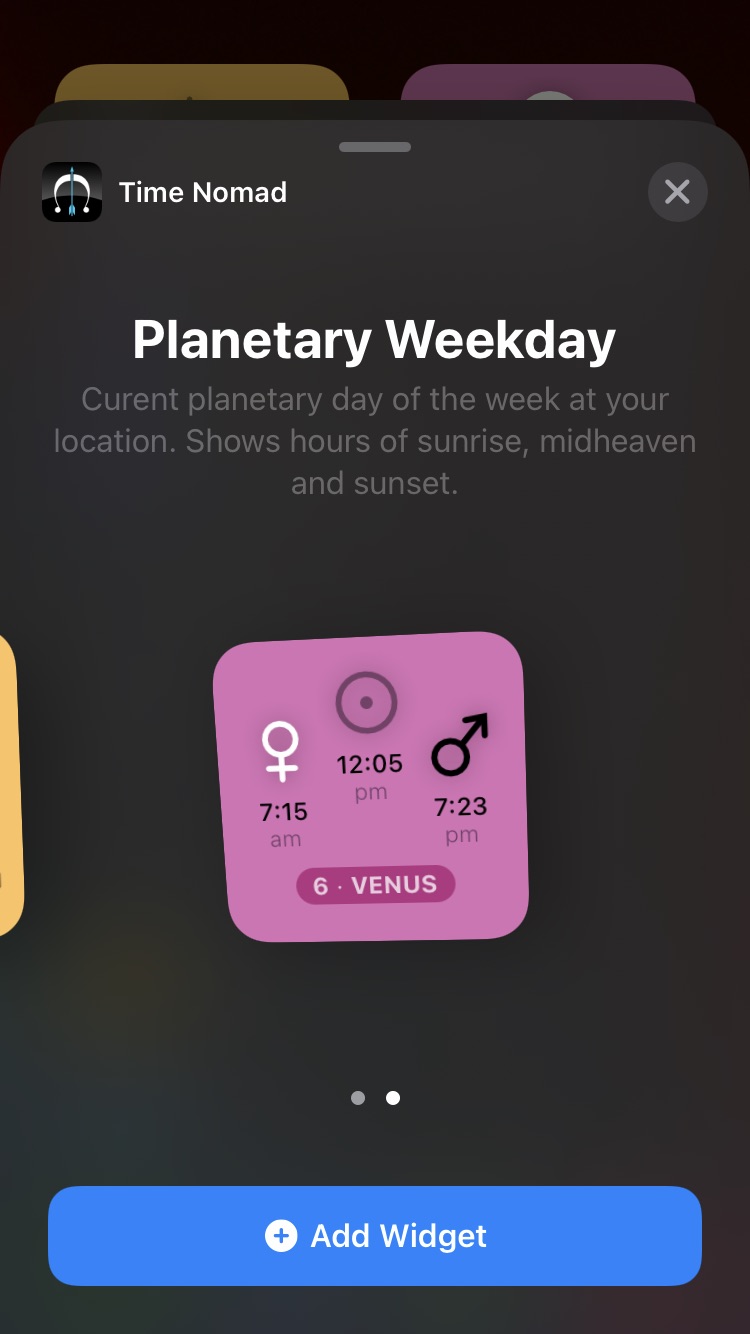 Time Nomad
Planetary Weekday
Curent planetary day of the week at your
location. Shows hours of sunrise, midheaven
and sunset.
12:05
pm
7:15
am
7:23
pm
6 · VENUS
Add Widget